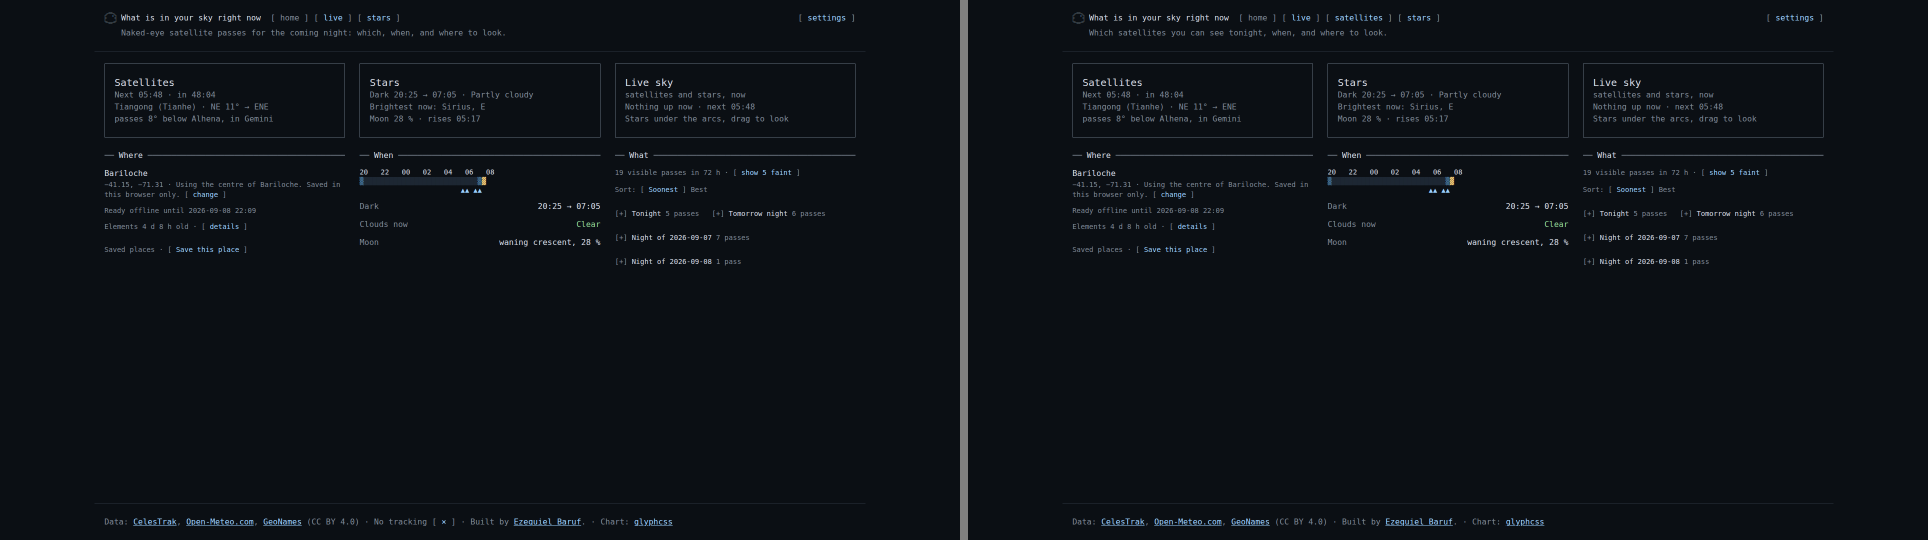 What is in your sky right now [ home ] [ live ] [ stars ] [ settings ]
Naked-eye satellite passes for the coming night: which, when, and where to look.
Satellites
Next 05:48 · in 48:04
Tiangong (Tianhe) · NE 11° → ENE
passes 8° below Alhena, in Gemini
Stars
Dark 20:25 → 07:05 · Partly cloudy
Brightest now: Sirius, E
Moon 28 % · rises 05:17
Live sky
satellites and stars, now
Nothing up now · next 05:48
Stars under the arcs, drag to look
Where
Bariloche
−41.15, −71.31 · Using the centre of Bariloche. Saved in
this browser only. [ change ]
Ready offline until 2026-09-08 22:09
Elements 4 d 8 h old · [ details ]
Saved places · [ Save this place ]
When
20 22 00 02 04 06 08
▲▲ ▲▲
Dark 20:25 → 07:05
Clouds now Clear
Moon waning crescent, 28 %
What
19 visible passes in 72 h · [ show 5 faint ]
Sort: [ Soonest ] Best
[+] Tonight 5 passes [+] Tomorrow night 6 passes
[+] Night of 2026-09-07 7 passes
[+] Night of 2026-09-08 1 pass
Data: CelesTrak, Open-Meteo.com, GeoNames (CC BY 4.0) · No tracking [ × ] · Built by Ezequiel Baruf. · Chart: glyphcss
What is in your sky right now [ home ] [ live ] [ satellites ] [ stars ] [ settings ]
Which satellites you can see tonight, when, and where to look.
Satellites
Next 05:48 · in 48:04
Tiangong (Tianhe) · NE 11° → ENE
passes 8° below Alhena, in Gemini
Stars
Dark 20:25 → 07:05 · Partly cloudy
Brightest now: Sirius, E
Moon 28 % · rises 05:17
Live sky
satellites and stars, now
Nothing up now · next 05:48
Stars under the arcs, drag to look
Where
Bariloche
−41.15, −71.31 · Using the centre of Bariloche. Saved in
this browser only. [ change ]
Ready offline until 2026-09-08 22:09
Elements 4 d 8 h old · [ details ]
Saved places · [ Save this place ]
When
20 22 00 02 04 06 08
▲▲ ▲▲
Dark 20:25 → 07:05
Clouds now Clear
Moon waning crescent, 28 %
What
19 visible passes in 72 h · [ show 5 faint ]
Sort: [ Soonest ] Best
[+] Tonight 5 passes [+] Tomorrow night 6 passes
[+] Night of 2026-09-07 7 passes
[+] Night of 2026-09-08 1 pass
Data: CelesTrak, Open-Meteo.com, GeoNames (CC BY 4.0) · Built by Ezequiel Baruf. · Chart: glyphcss